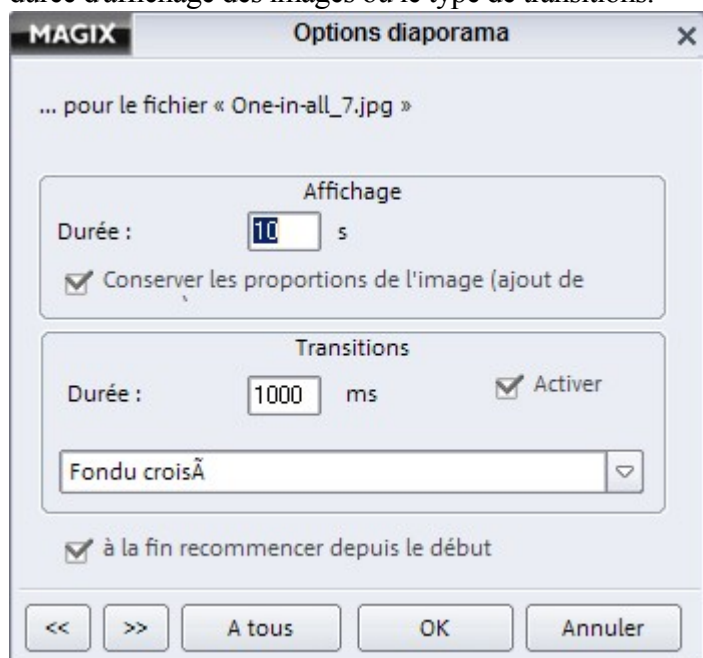 durée d'affichage des images ou le type de transitions.
MAGIX Options diaporama
... pour le fichier « One-in-all_7.jpg »
Affichage
Durée : 10 s
Conserver les proportions de l'image (ajout de
Transitions
Durée : 1000 ms Activer
Fondu croisÃ
à la fin recommencer depuis le début
<< >> A tous OK Annuler